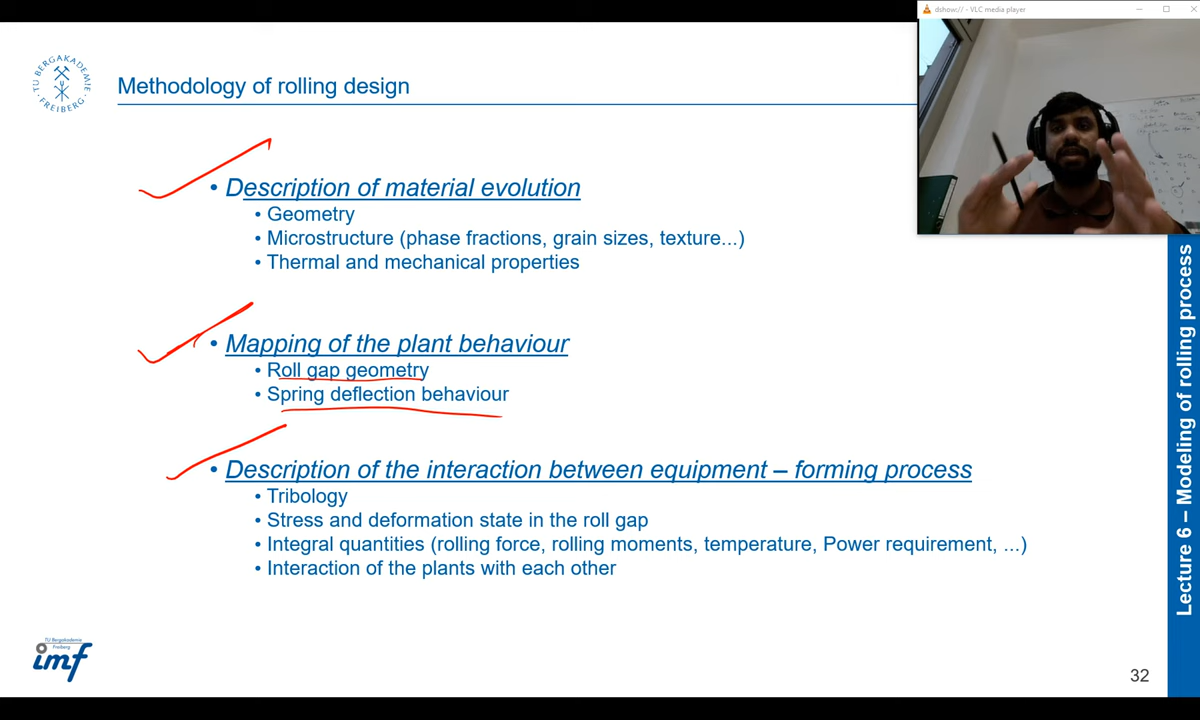 dshow:// - VLC media player
TU BERGAKADEMIE
· FREIBERG ·
Methodology of rolling design
• Description of material evolution
• Geometry
• Microstructure (phase fractions, grain sizes, texture...)
• Thermal and mechanical properties
• Mapping of the plant behaviour
• Roll gap geometry
• Spring deflection behaviour
• Description of the interaction between equipment – forming process
• Tribology
• Stress and deformation state in the roll gap
• Integral quantities (rolling force, rolling moments, temperature, Power requirement, ...)
• Interaction of the plants with each other
Lecture 6 – Modeling of rolling process
TU Bergakademie
Freiberg
imf
32